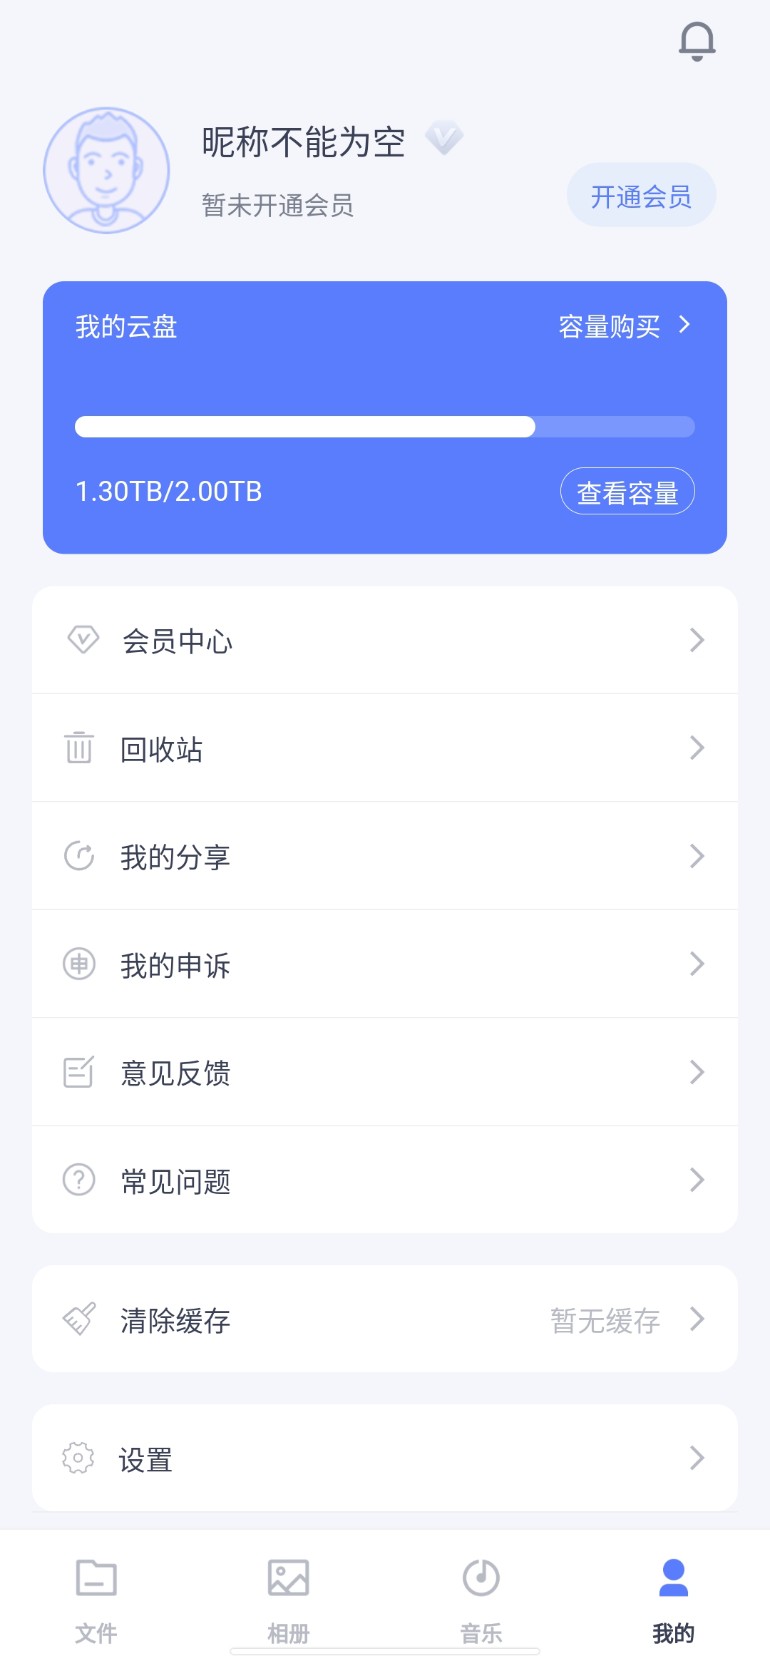 昵称不能为空
暂未开通会员
开通会员
我的云盘
容量购买
1.30TB/2.00TB
查看容量
会员中心
回收站
我的分享
申
我的申诉
意见反馈
常见问题
清除缓存
暂无缓存
设置
文件
相册
音乐
我的